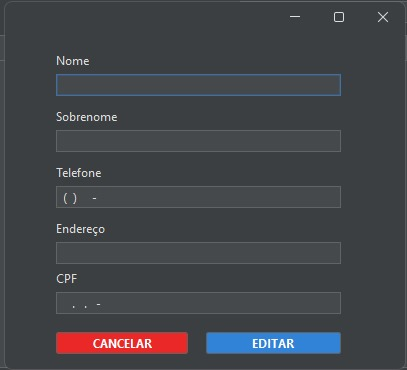 Nome
Sobrenome
Telefone
( )    -
Endereço
CPF
.  .  -
CANCELAR EDITAR